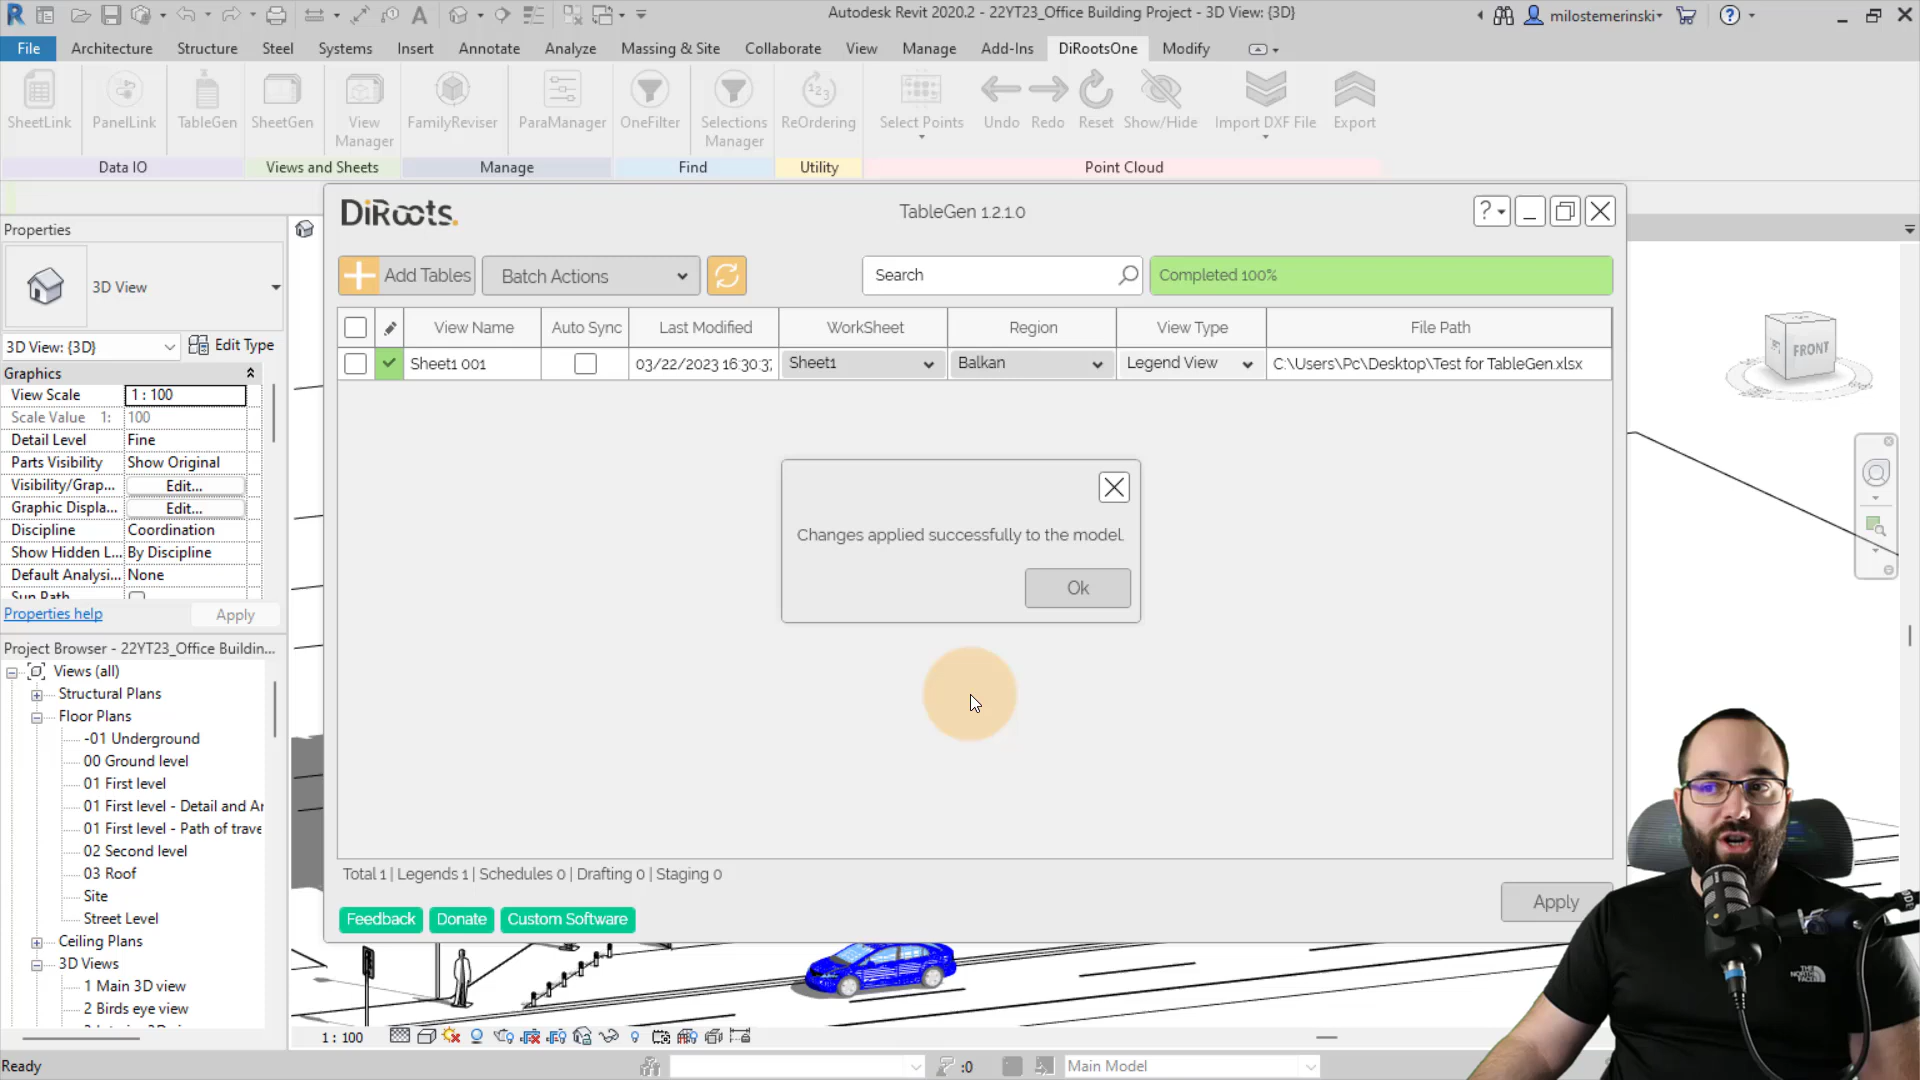 Autodesk Revit 2020.2 - 22YT23_Office Building Project - 3D View: {3D}
milostemerinski
File Architecture Structure Steel Systems Insert Annotate Analyze Massing & Site Collaborate View Manage Add-Ins DiRootsOne Modify
SheetLink PanelLink TableGen SheetGen View Manager FamilyReviser ParaManager OneFilter Selections Manager ReOrdering Select Points Undo Redo Reset Show/Hide Import DXF File Export
Data IO Views and Sheets Manage Find Utility Point Cloud
Properties
3D View
3D View: {3D} Edit Type
Graphics
View Scale 1 : 100
Scale Value 1: 100
Detail Level Fine
Parts Visibility Show Original
Visibility/Grap... Edit...
Graphic Displa... Edit...
Discipline Coordination
Show Hidden L... By Discipline
Default Analysi... None
Sun Path
Properties help Apply
Project Browser - 22YT23_Office Buildin...
Views (all)
Structural Plans
Floor Plans
-01 Underground
00 Ground level
01 First level
01 First level - Detail and Ar
01 First level - Path of trave
02 Second level
03 Roof
Site
Street Level
Ceiling Plans
3D Views
1 Main 3D view
2 Birds eye view
DiRoots.
TableGen 1.2.1.0
Add Tables Batch Actions Search Completed 100%
View Name Auto Sync Last Modified WorkSheet Region View Type File Path
Sheet1 001 03/22/2023 16:30:3 Sheet1 Balkan Legend View C:\Users\Pc\Desktop\Test for TableGen.xlsx
Changes applied successfully to the model.
Ok
Total 1 | Legends 1 | Schedules 0 | Drafting 0 | Staging 0
Apply
Feedback Donate Custom Software
FRONT
1 : 100
Ready
:0
Main Model
THE NORTH FACE